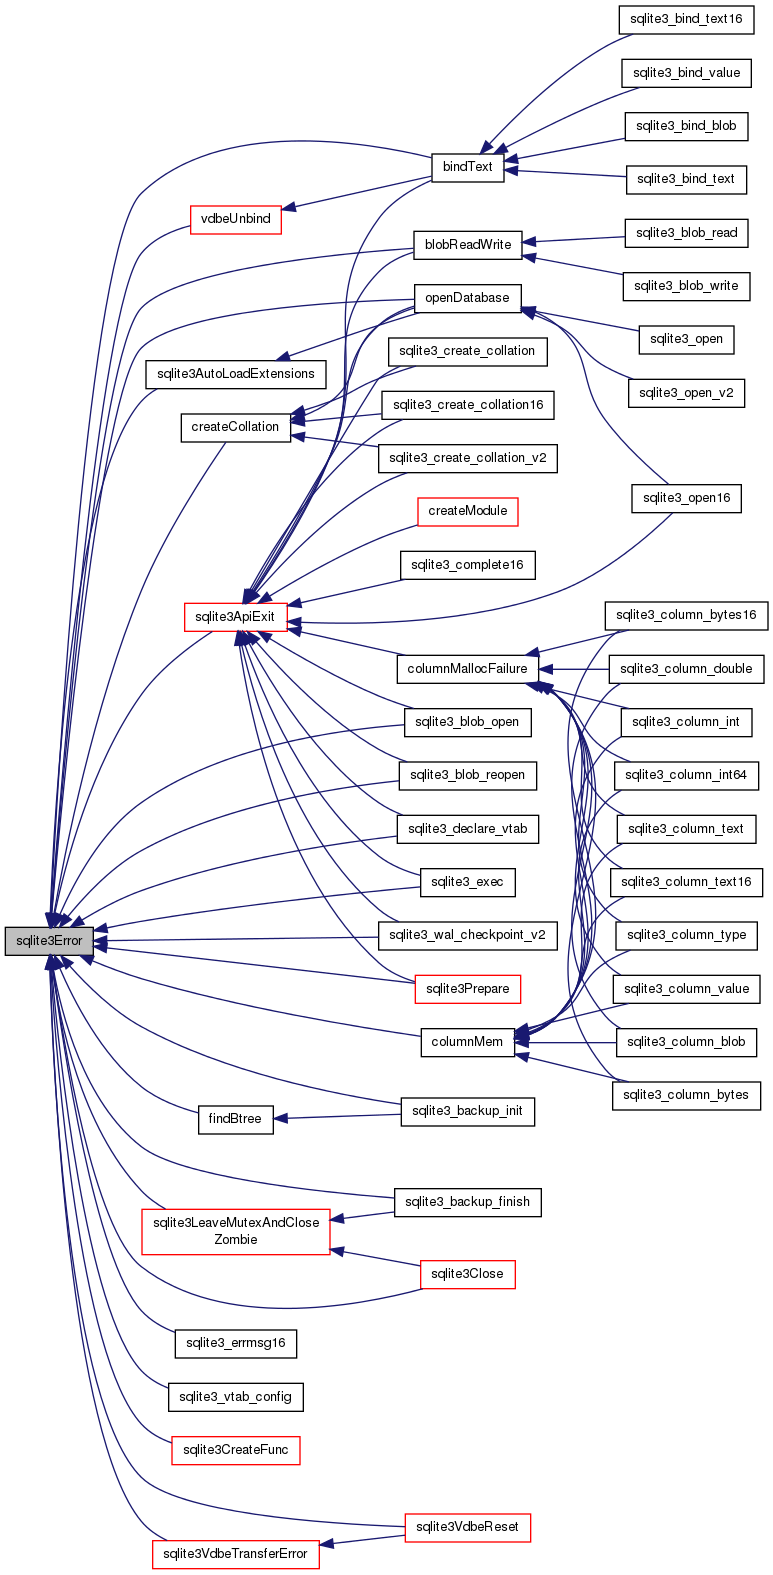 sqlite3_bind_text16
sqlite3_bind_value
sqlite3_bind_blob
bindText
sqlite3_bind_text
vdbeUnbind
sqlite3_blob_read
blobReadWrite
sqlite3_blob_write
openDatabase
sqlite3_open
sqlite3_create_collation
sqlite3AutoLoadExtensions
sqlite3_open_v2
sqlite3_create_collation16
createCollation
sqlite3_create_collation_v2
sqlite3_open16
createModule
sqlite3_complete16
sqlite3ApiExit
sqlite3_column_bytes16
columnMallocFailure
sqlite3_column_double
sqlite3_blob_open
sqlite3_column_int
sqlite3_blob_reopen
sqlite3_column_int64
sqlite3_declare_vtab
sqlite3_column_text
sqlite3_exec
sqlite3_column_text16
sqlite3Error
sqlite3_wal_checkpoint_v2
sqlite3_column_type
sqlite3Prepare
sqlite3_column_value
columnMem
sqlite3_column_blob
sqlite3_column_bytes
findBtree
sqlite3_backup_init
sqlite3_backup_finish
sqlite3LeaveMutexAndClose
Zombie
sqlite3Close
sqlite3_errmsg16
sqlite3_vtab_config
sqlite3CreateFunc
sqlite3VdbeReset
sqlite3VdbeTransferError